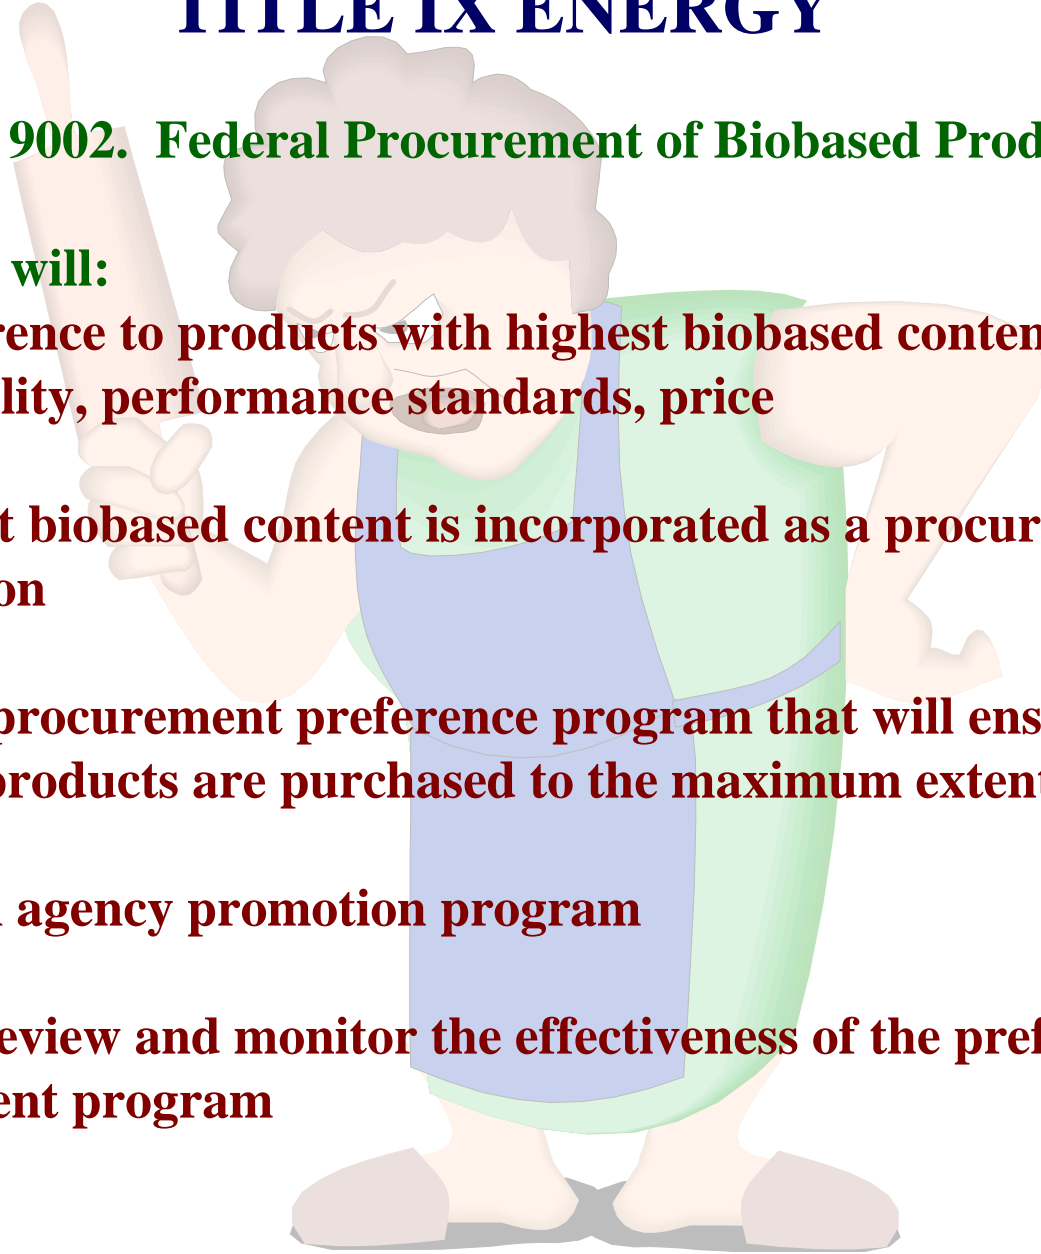 TITLE IX ENERGY
9002. Federal Procurement of Biobased Prod
will:
rence to products with highest biobased conten
lity, performance standards, price
t biobased content is incorporated as a procur
on
procurement preference program that will ens
products are purchased to the maximum extent
agency promotion program
eview and monitor the effectiveness of the pref
ent program